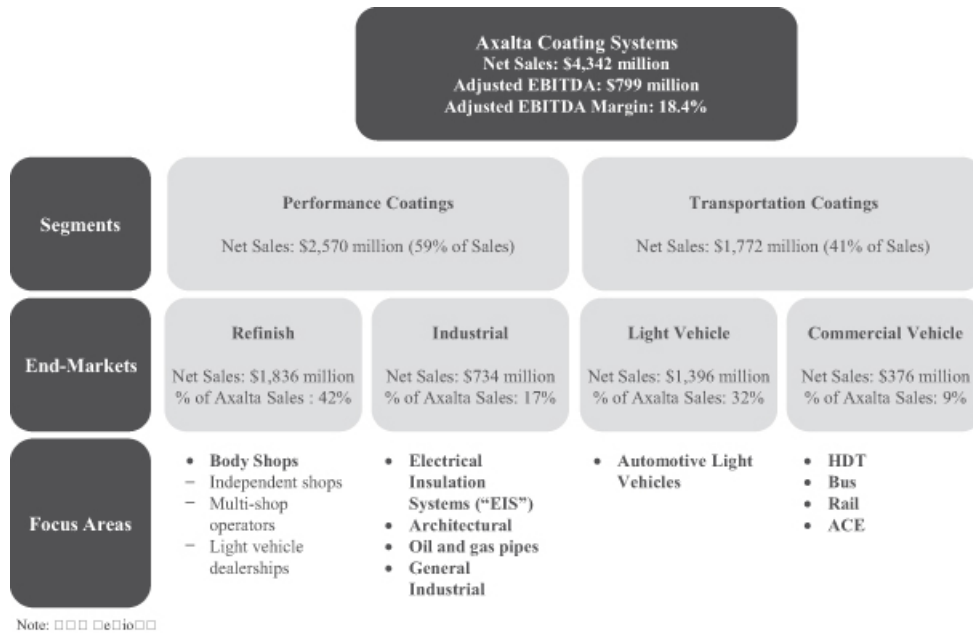 Axalta Coating Systems
Net Sales: $4,342 million
Adjusted EBITDA: $799 million
Adjusted EBITDA Margin: 18.4%
Segments
Performance Coatings
Net Sales: $2,570 million (59% of Sales)
Transportation Coatings
Net Sales: $1,772 million (41% of Sales)
End-Markets
Refinish
Net Sales: $1,836 million
% of Axalta Sales : 42%
Industrial
Net Sales: $734 million
% of Axalta Sales: 17%
Light Vehicle
Net Sales: $1,396 million
% of Axalta Sales: 32%
Commercial Vehicle
Net Sales: $376 million
% of Axalta Sales: 9%
Focus Areas
• Body Shops
– Independent shops
– Multi-shop
operators
– Light vehicle
dealerships
• Electrical
Insulation
Systems (“EIS”)
• Architectural
• Oil and gas pipes
• General
Industrial
• Automotive Light
Vehicles
• HDT
• Bus
• Rail
• ACE
Note: